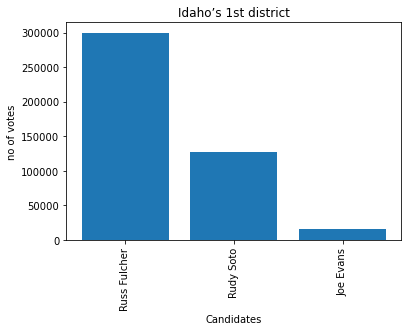 Idaho’s 1st district
300000
250000
200000
150000
100000
50000
0
no of votes
Russ Fulcher
Rudy Soto
Joe Evans
Candidates